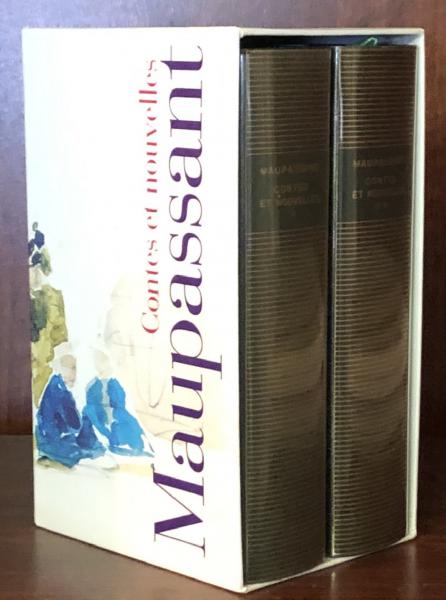 Contes et nouvelles
Maupassant
MAUPASSANT
CONTES
ET NOUVELLES
MAUPASSANT
CONTES
ET NOUVELLES